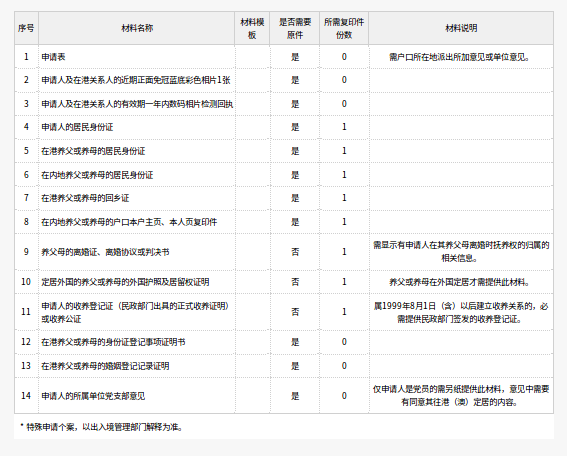 序号 材料名称 材料模板 是否需要原件 所需复印件份数 材料说明
1 申请表 是 0 需户口所在地派出所加意见或单位意见。
2 申请人及在港关系人的近期正面免冠蓝底彩色相片1张 是 0
3 申请人及在港关系人的有效期一年内数码相片检测回执 是 0
4 申请人的居民身份证 是 1
5 在港养父或养母的居民身份证 是 1
6 在内地养父或养母的居民身份证 是 1
7 在港养父或养母的回乡证 是 1
8 在内地养父或养母的户口本户主页、本人页复印件 是 1
9 养父母的离婚证、离婚协议或判决书 否 1 需显示有申请人在其养父母离婚时抚养权的归属的
相关信息。
10 定居外国的养父或养母的外国护照及居留权证明 否 1 养父或养母在外国定居才需提供此材料。
11 申请人的收养登记证（民政部门出具的正式收养证明）
或收养公证 否 1 属1999年8月1日（含）以后建立收养关系的，必
需提供民政部门签发的收养登记证。
12 在港养父或养母的身份证登记事项证明书 是 0
13 在港养父或养母的婚姻登记记录证明 是 0
14 申请人的所属单位党支部意见 是 0 仅申请人是党员的需另纸提供此材料，意见中需要
有同意其往港（澳）定居的内容。
* 特殊申请个案，以出入境管理部门解释为准。